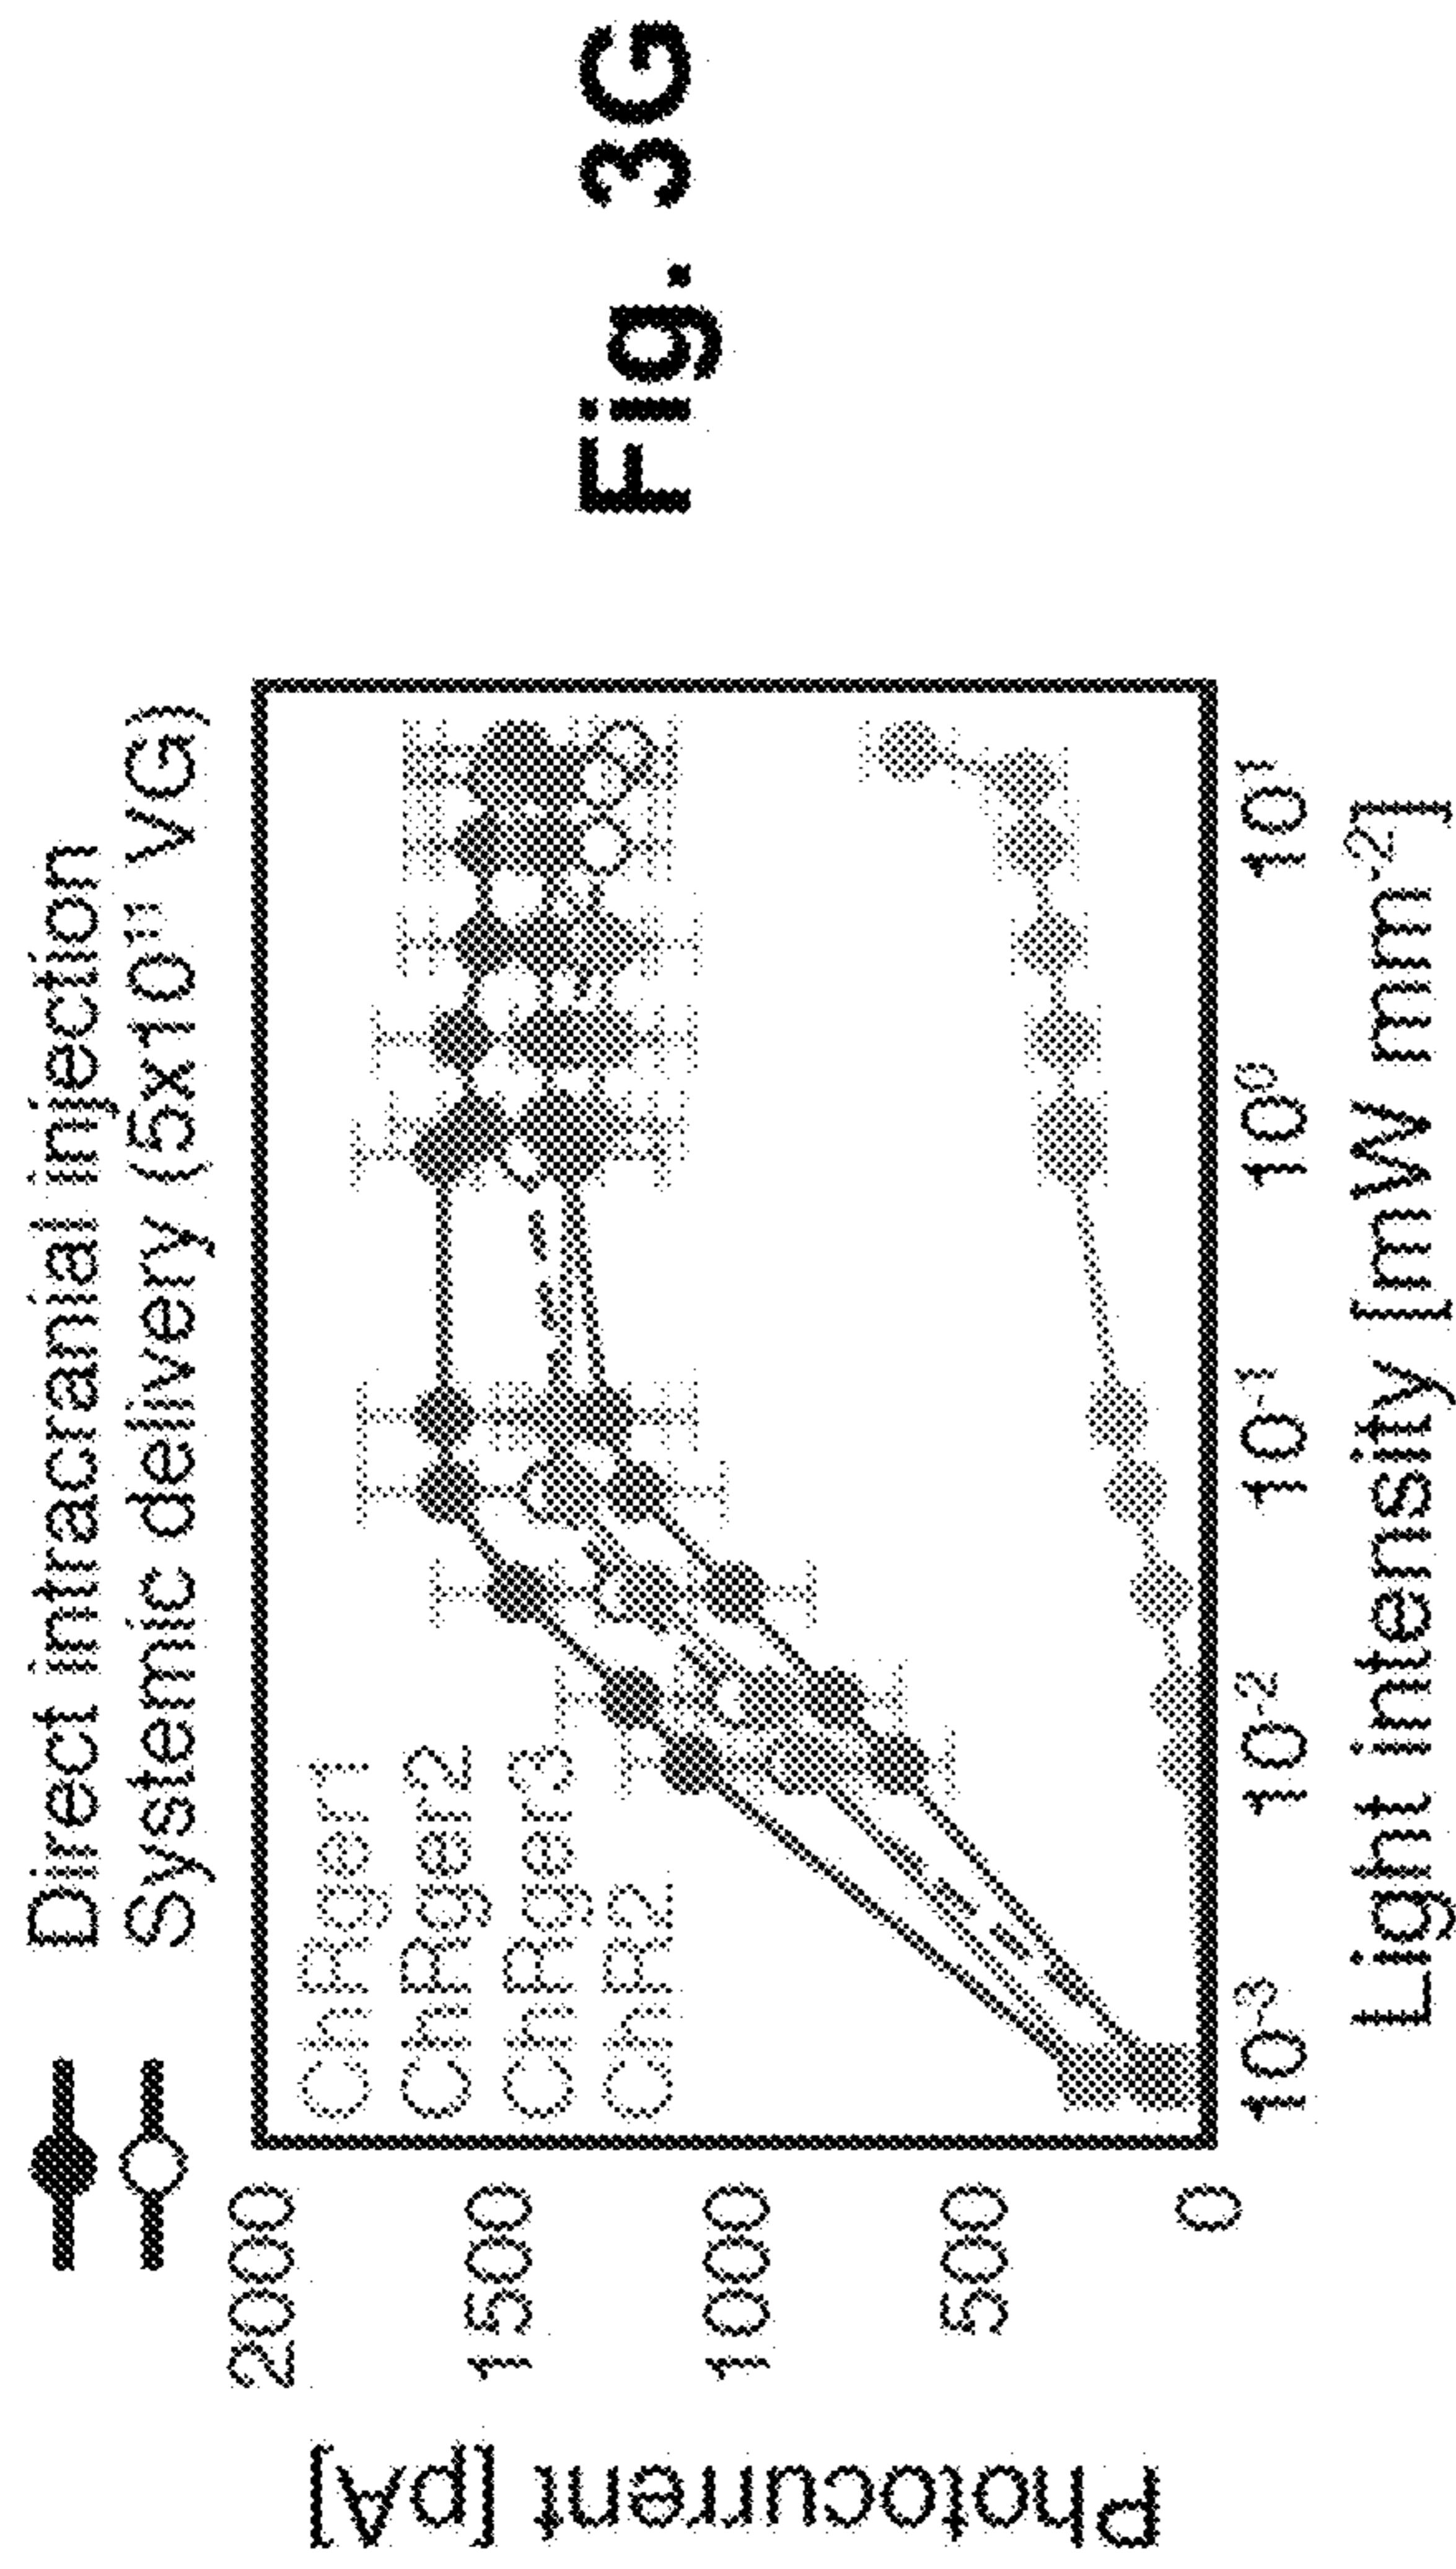 Direct intracranial injection
Systemic delivery (5x10¹¹ VG)
Photocurrent [pA]
2000
1500
1000
500
0
ChRger1
ChRger2
ChRger3
ChR2
10⁻³
10⁻²
10⁻¹
10⁰
10¹
Light intensity [mW mm⁻²]
Fig. 3G